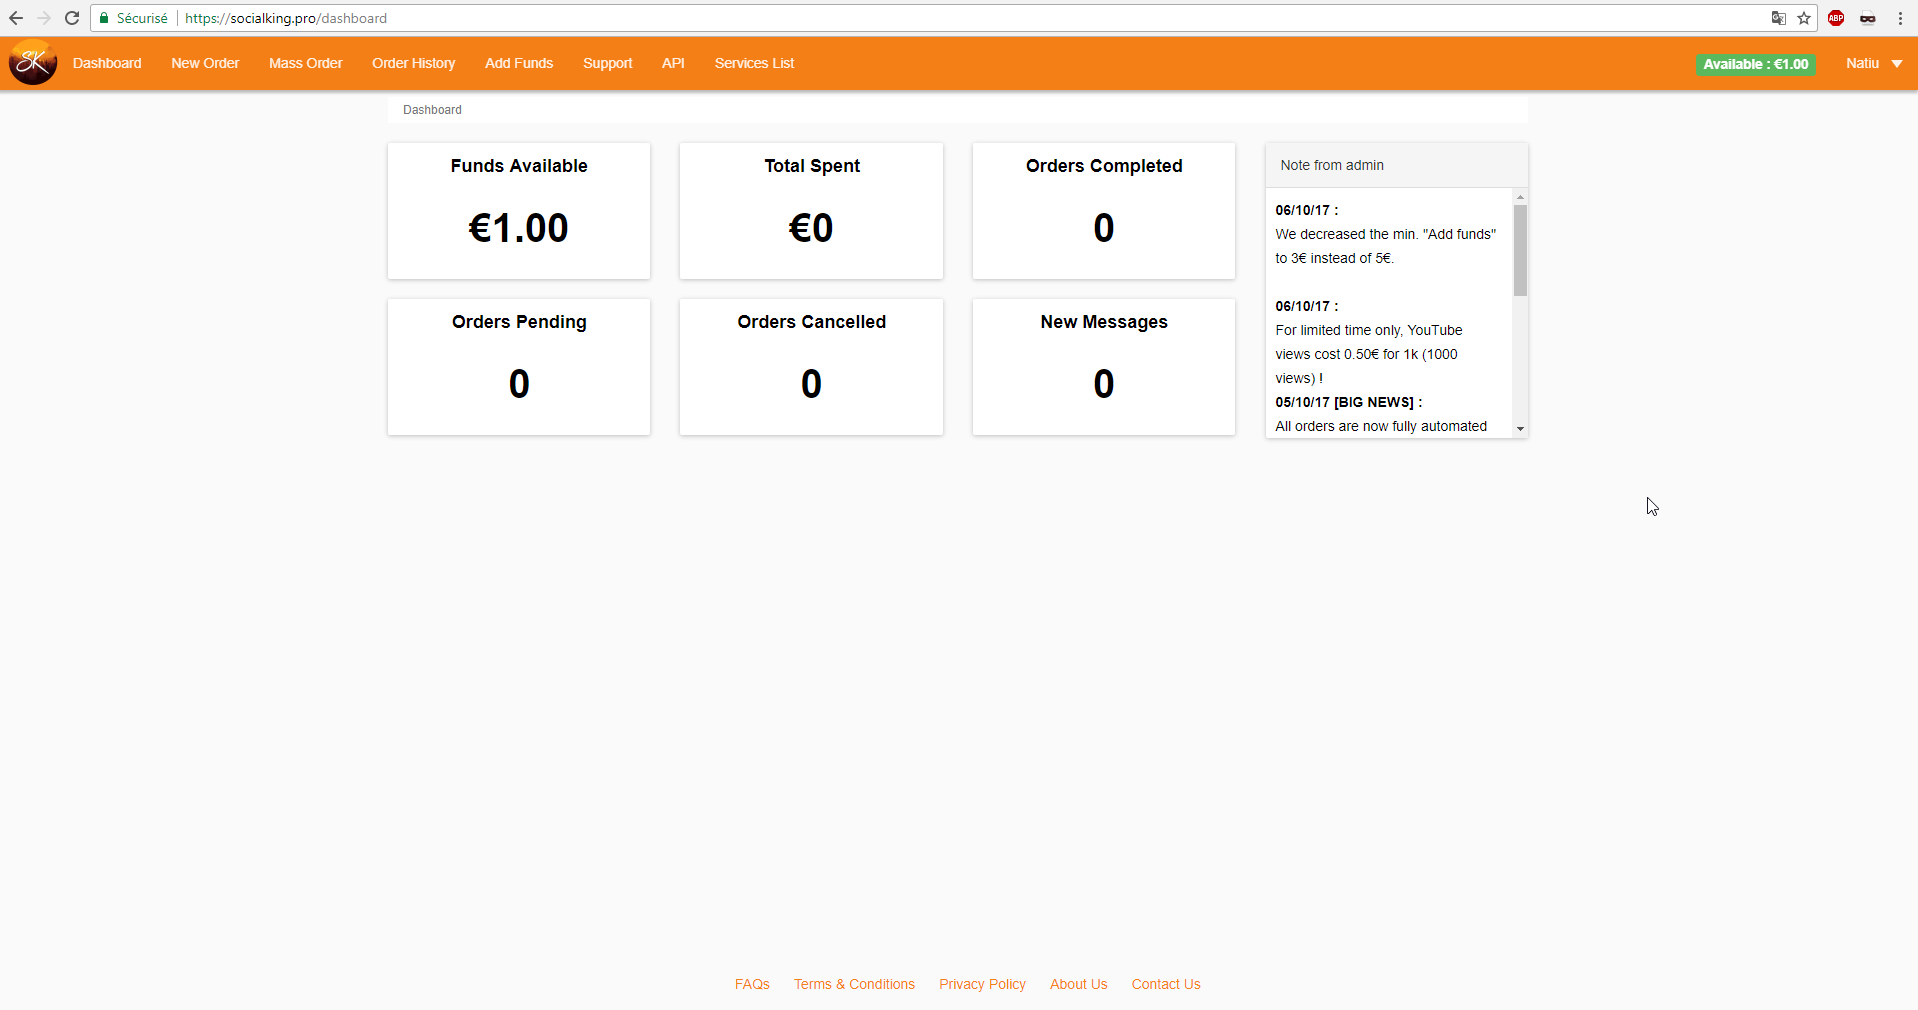 Sécurisé https://socialking.pro/dashboard
ABP
SK Dashboard New Order Mass Order Order History Add Funds Support API Services List Available : €1.00 Natiu
Dashboard
Funds Available
€1.00
Total Spent
€0
Orders Completed
0
Orders Pending
0
Orders Cancelled
0
New Messages
0
Note from admin
06/10/17 :
We decreased the min. "Add funds"
to 3€ instead of 5€.
06/10/17 :
For limited time only, YouTube
views cost 0.50€ for 1k (1000
views) !
05/10/17 [BIG NEWS] :
All orders are now fully automated
FAQs Terms & Conditions Privacy Policy About Us Contact Us